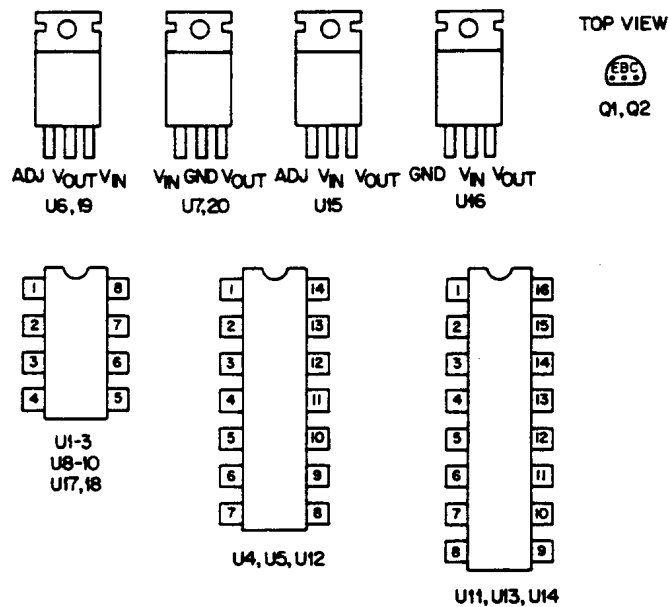 TOP VIEW
EBC
Q1, Q2
ADJ VOUT VIN
U6, 19
VIN GND VOUT
U7, 20
ADJ VIN VOUT
U15
GND VIN VOUT
U16
1 8
2 7
3 6
4 5
U1-3
U8-10
U17, 18
1 14
2 13
3 12
4 11
5 10
6 9
7 8
U4, U5, U12
1 16
2 15
3 14
4 13
5 12
6 11
7 10
8 9
U11, U13, U14